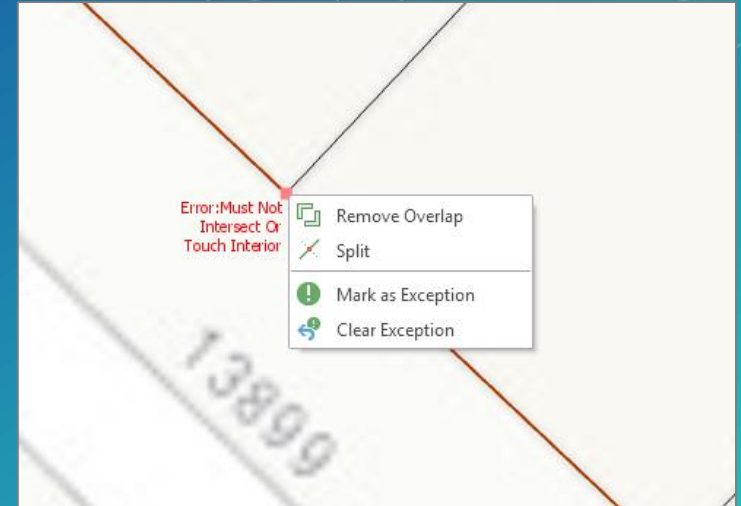 Error:Must Not
Intersect Or
Touch Interior
Remove Overlap
Split
Mark as Exception
Clear Exception
13899